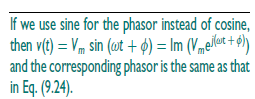 If we use sine for the phasor instead of cosine,
then v(t) = Vₘ sin (ωt + ϕ) = Im (Vₘeʲ⁽ωᵗ ⁺ ᶲ⁾)
and the corresponding phasor is the same as that
in Eq. (9.24).